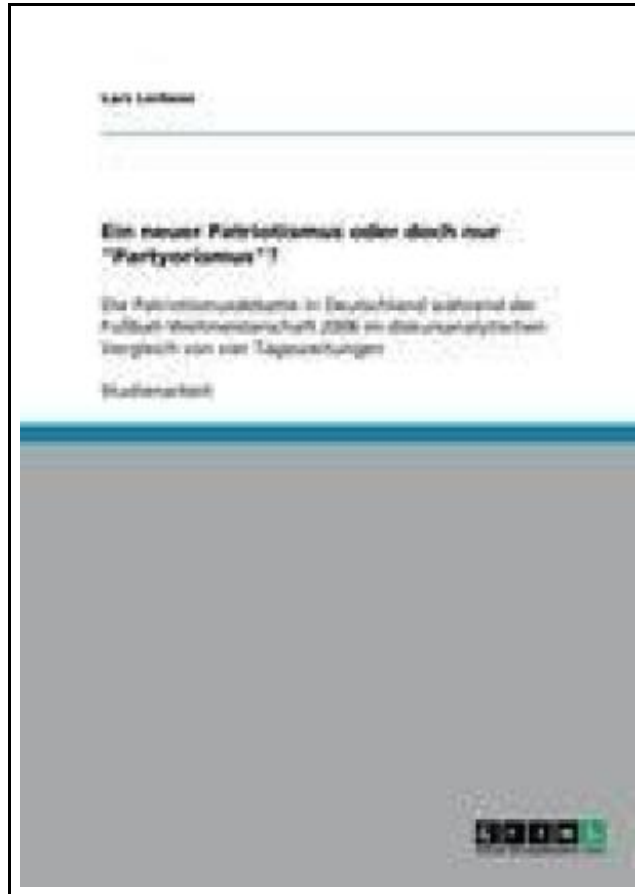 Lars
Ein neuer Patriotismus oder doch nur
"Partyorismus"?
Die Patriotismusdebatte in Deutschland während der
Fußball-Weltmeisterschaft 2006 im diskursanalytischen
Vergleich von vier Tageszeitungen
Studienarbeit
GRIN